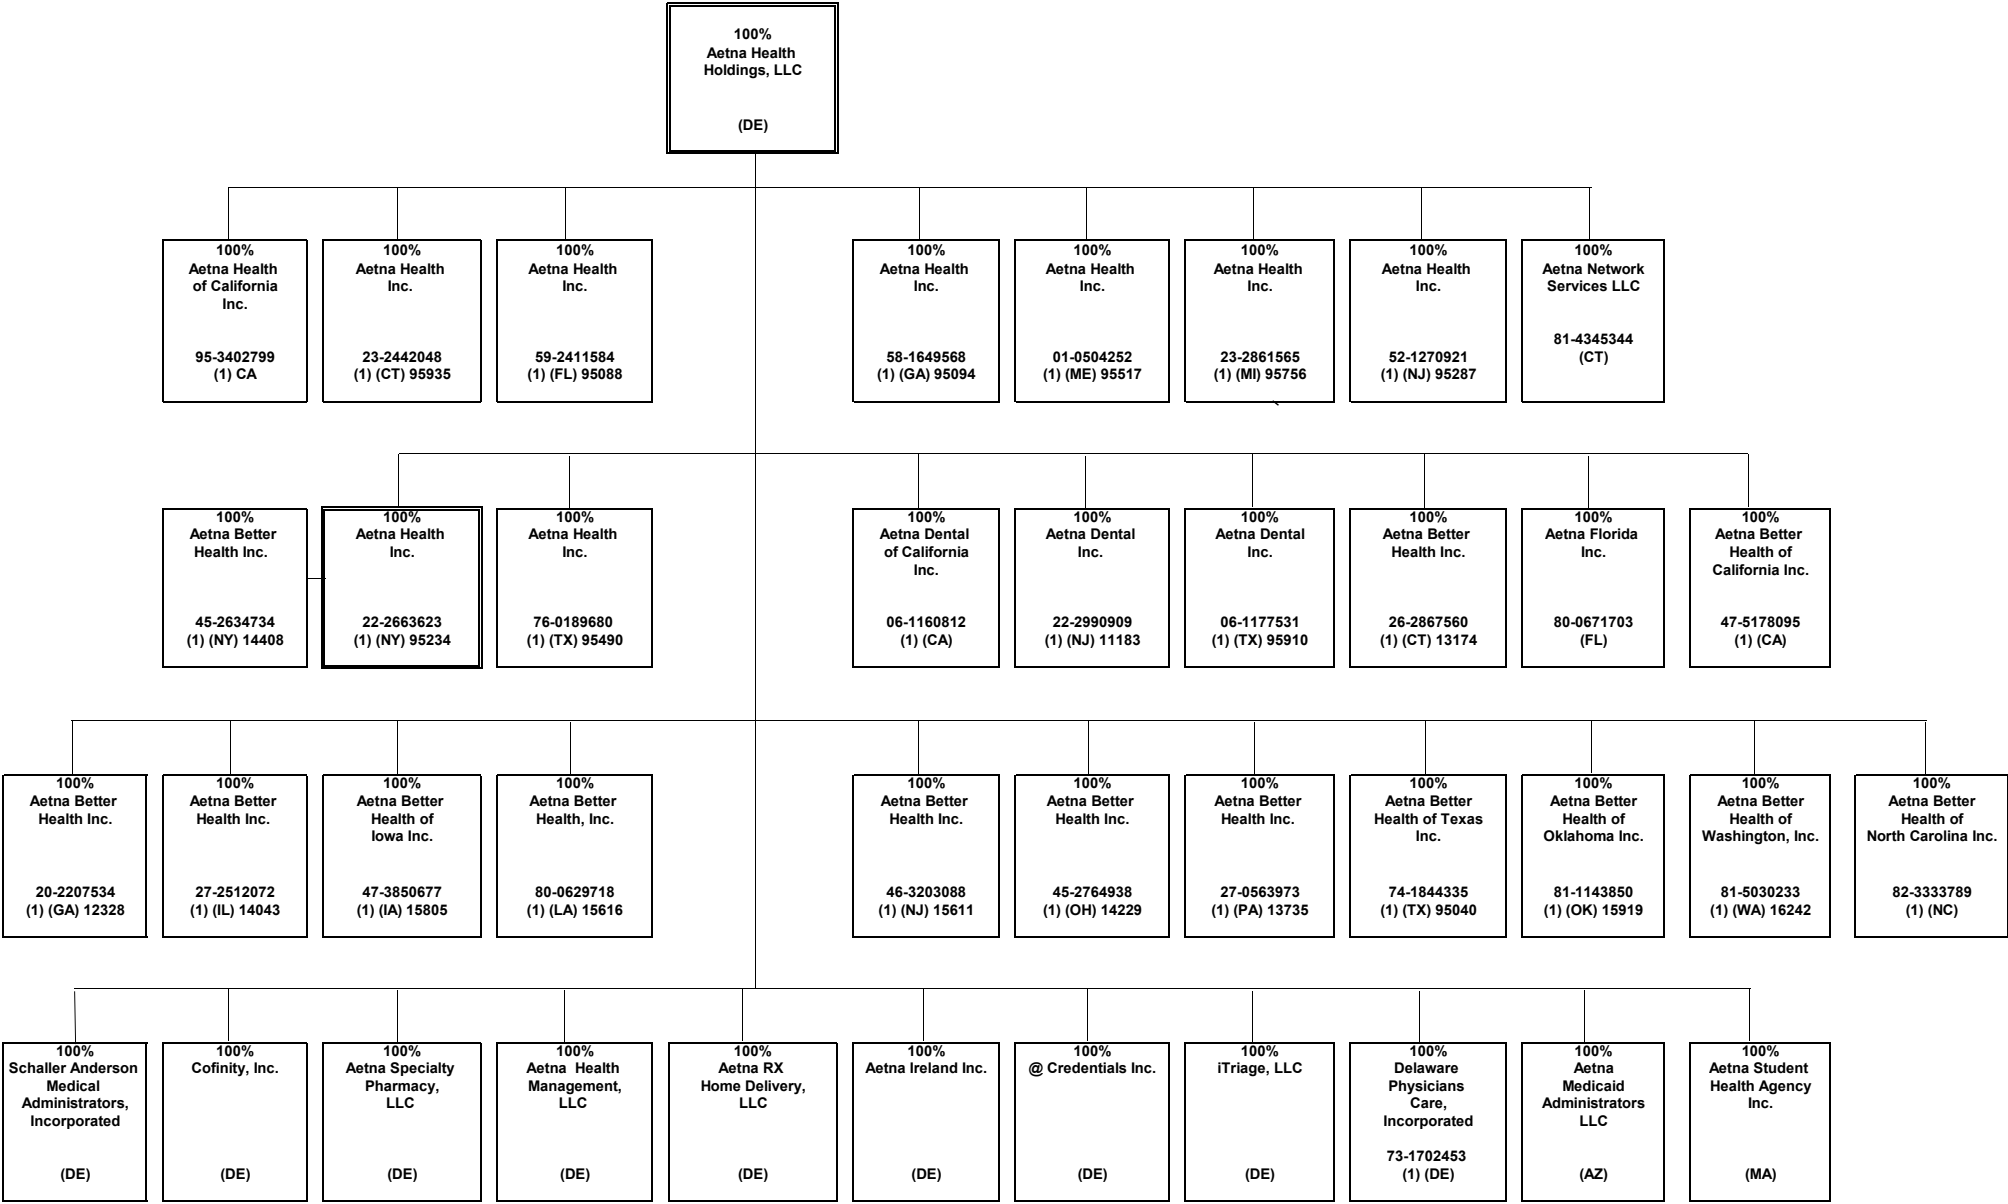 100%
Aetna Health
Holdings, LLC
(DE)
100%
Aetna Health
of California
Inc.
95-3402799
(1) CA
100%
Aetna Health
Inc.
23-2442048
(1) (CT) 95935
100%
Aetna Health
Inc.
59-2411584
(1) (FL) 95088
100%
Aetna Health
Inc.
58-1649568
(1) (GA) 95094
100%
Aetna Health
Inc.
01-0504252
(1) (ME) 95517
100%
Aetna Health
Inc.
23-2861565
(1) (MI) 95756
100%
Aetna Health
Inc.
52-1270921
(1) (NJ) 95287
100%
Aetna Network
Services LLC
81-4345344
(CT)
100%
Aetna Better
Health Inc.
45-2634734
(1) (NY) 14408
100%
Aetna Health
Inc.
22-2663623
(1) (NY) 95234
100%
Aetna Health
Inc.
76-0189680
(1) (TX) 95490
100%
Aetna Dental
of California
Inc.
06-1160812
(1) (CA)
100%
Aetna Dental
Inc.
22-2990909
(1) (NJ) 11183
100%
Aetna Dental
Inc.
06-1177531
(1) (TX) 95910
100%
Aetna Better
Health Inc.
26-2867560
(1) (CT) 13174
100%
Aetna Florida
Inc.
80-0671703
(FL)
100%
Aetna Better
Health of
California Inc.
47-5178095
(1) (CA)
100%
Aetna Better
Health Inc.
20-2207534
(1) (GA) 12328
100%
Aetna Better
Health Inc.
27-2512072
(1) (IL) 14043
100%
Aetna Better
Health of
Iowa Inc.
47-3850677
(1) (IA) 15805
100%
Aetna Better
Health, Inc.
80-0629718
(1) (LA) 15616
100%
Aetna Better
Health Inc.
46-3203088
(1) (NJ) 15611
100%
Aetna Better
Health Inc.
45-2764938
(1) (OH) 14229
100%
Aetna Better
Health Inc.
27-0563973
(1) (PA) 13735
100%
Aetna Better
Health of Texas
Inc.
74-1844335
(1) (TX) 95040
100%
Aetna Better
Health of
Oklahoma Inc.
81-1143850
(1) (OK) 15919
100%
Aetna Better
Health of
Washington, Inc.
81-5030233
(1) (WA) 16242
100%
Aetna Better
Health of
North Carolina Inc.
82-3333789
(1) (NC)
100%
Schaller Anderson
Medical
Administrators,
Incorporated
(DE)
100%
Cofinity, Inc.
(DE)
100%
Aetna Specialty
Pharmacy,
LLC
(DE)
100%
Aetna Health
Management,
LLC
(DE)
100%
Aetna RX
Home Delivery,
LLC
(DE)
100%
Aetna Ireland Inc.
(DE)
100%
@ Credentials Inc.
(DE)
100%
iTriage, LLC
(DE)
100%
Delaware
Physicians
Care,
Incorporated
73-1702453
(1) (DE)
100%
Aetna
Medicaid
Administrators
LLC
(AZ)
100%
Aetna Student
Health Agency
Inc.
(MA)